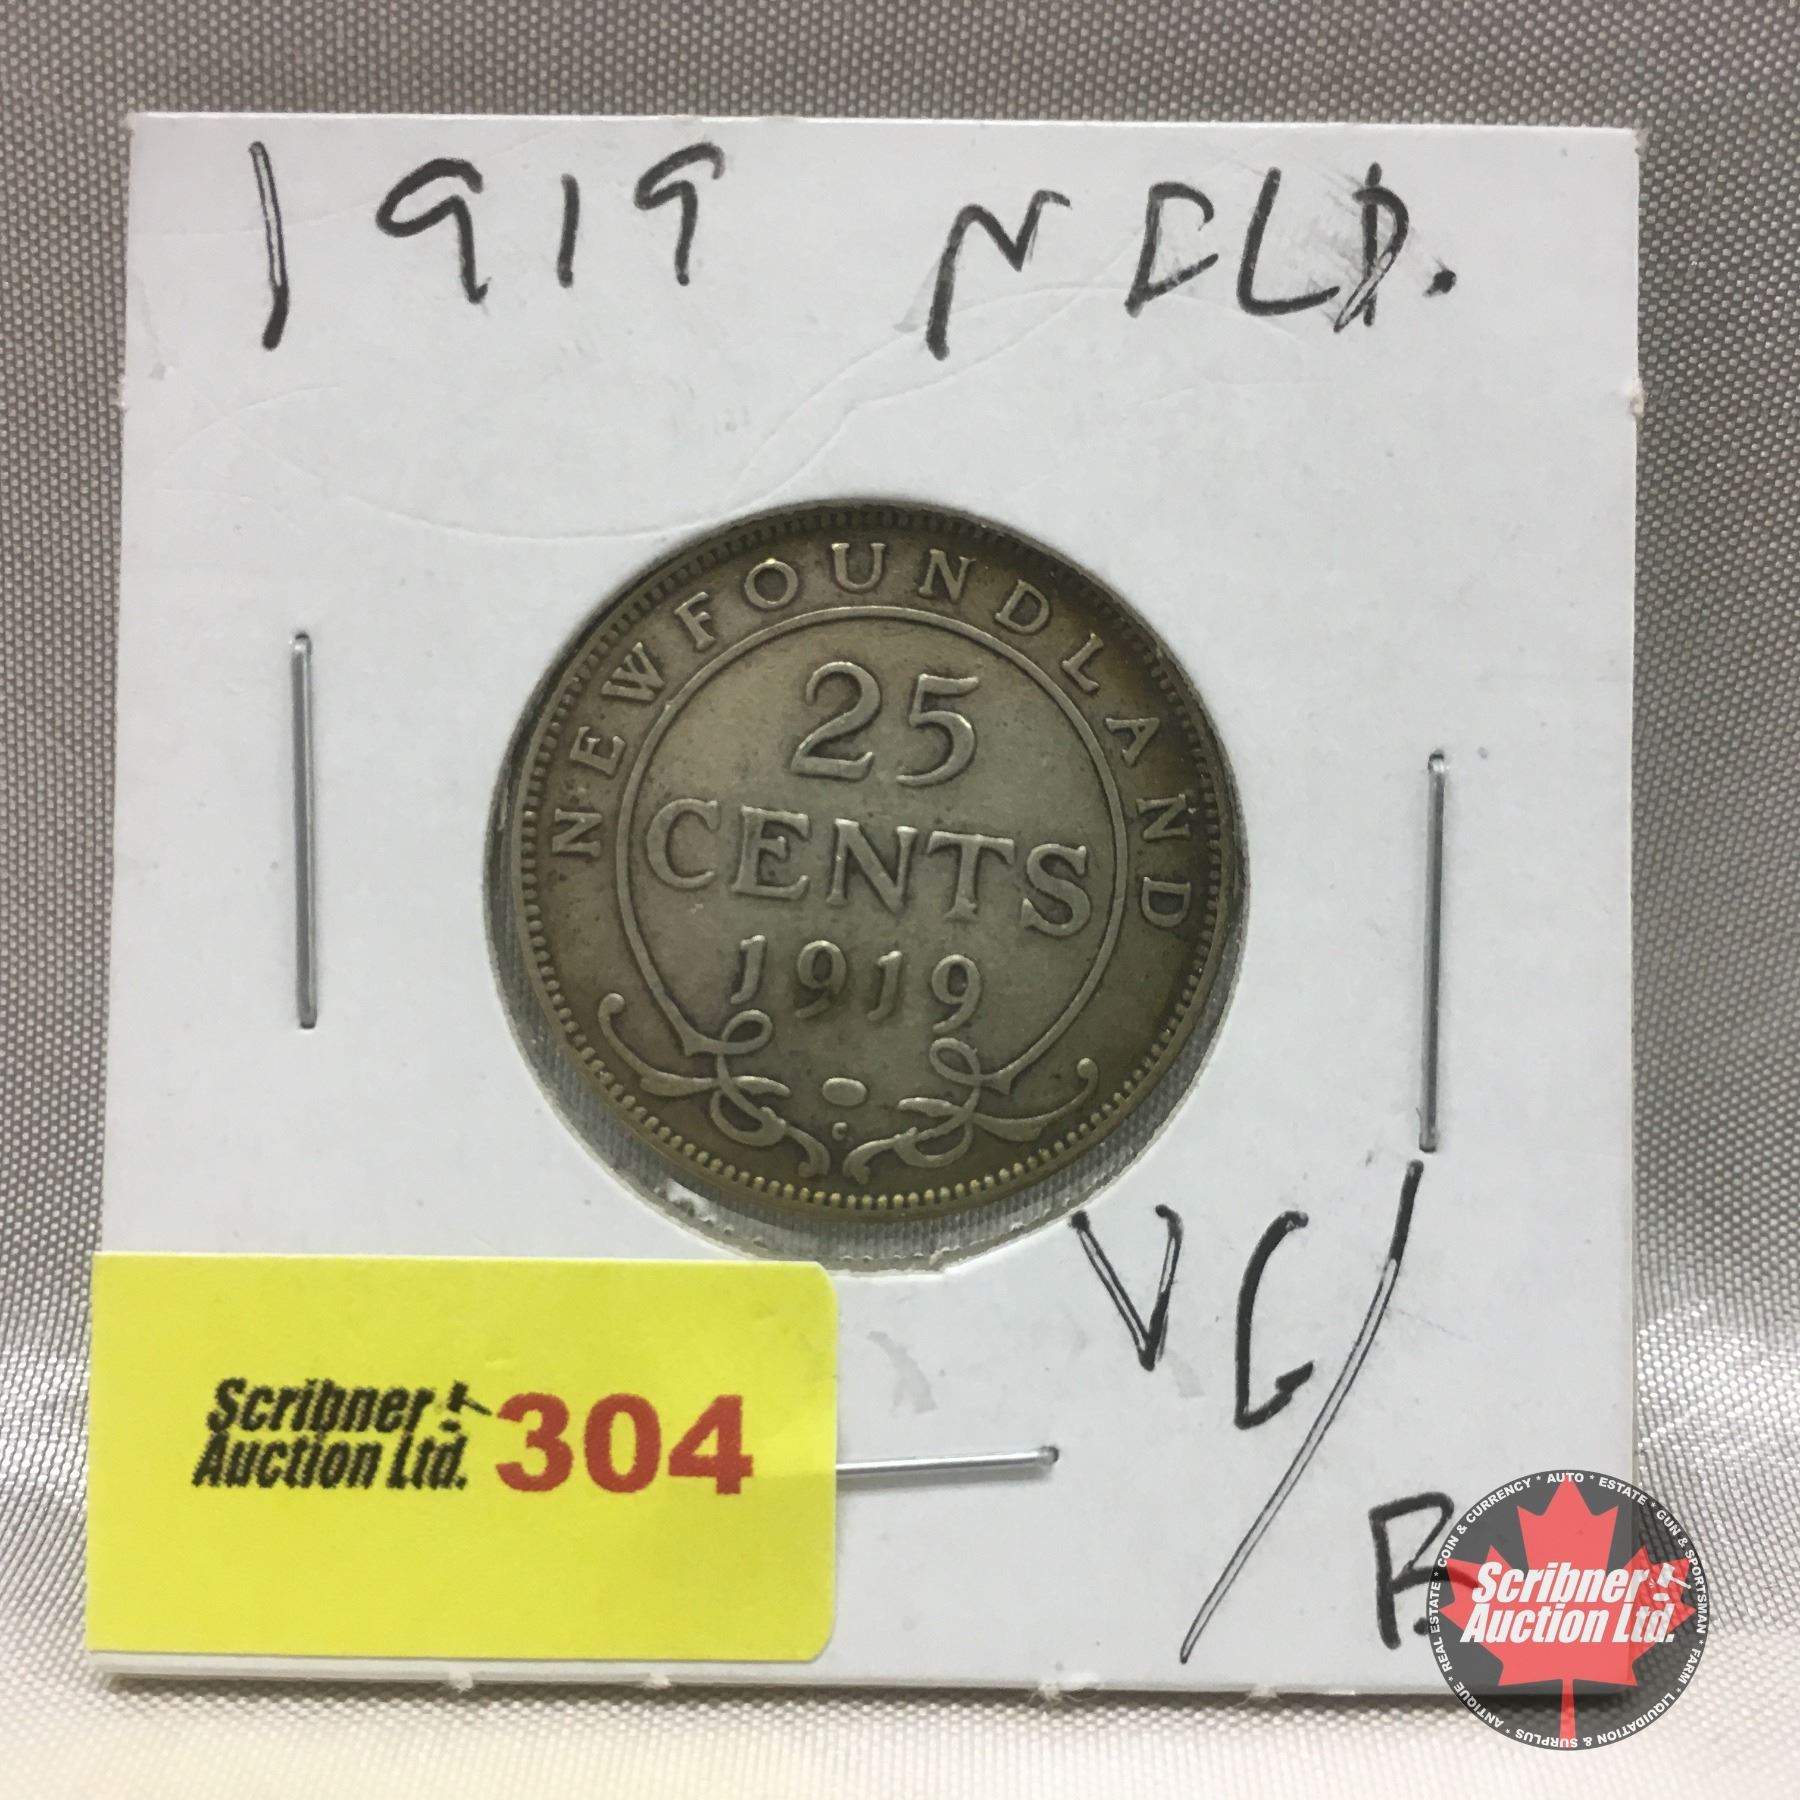 1919 NFLD.
NEWFOUNDLAND
25
CENTS
1919
C
VG/
F
Scribner
Auction Ltd. 304
Scribner
Auction Ltd.
* COIN & CURRENCY * AUTO * ESTATE * GUN & SPORTSMAN * FARM * LIQUIDATION & SURPLUS * ANTIQUE * REAL ESTATE